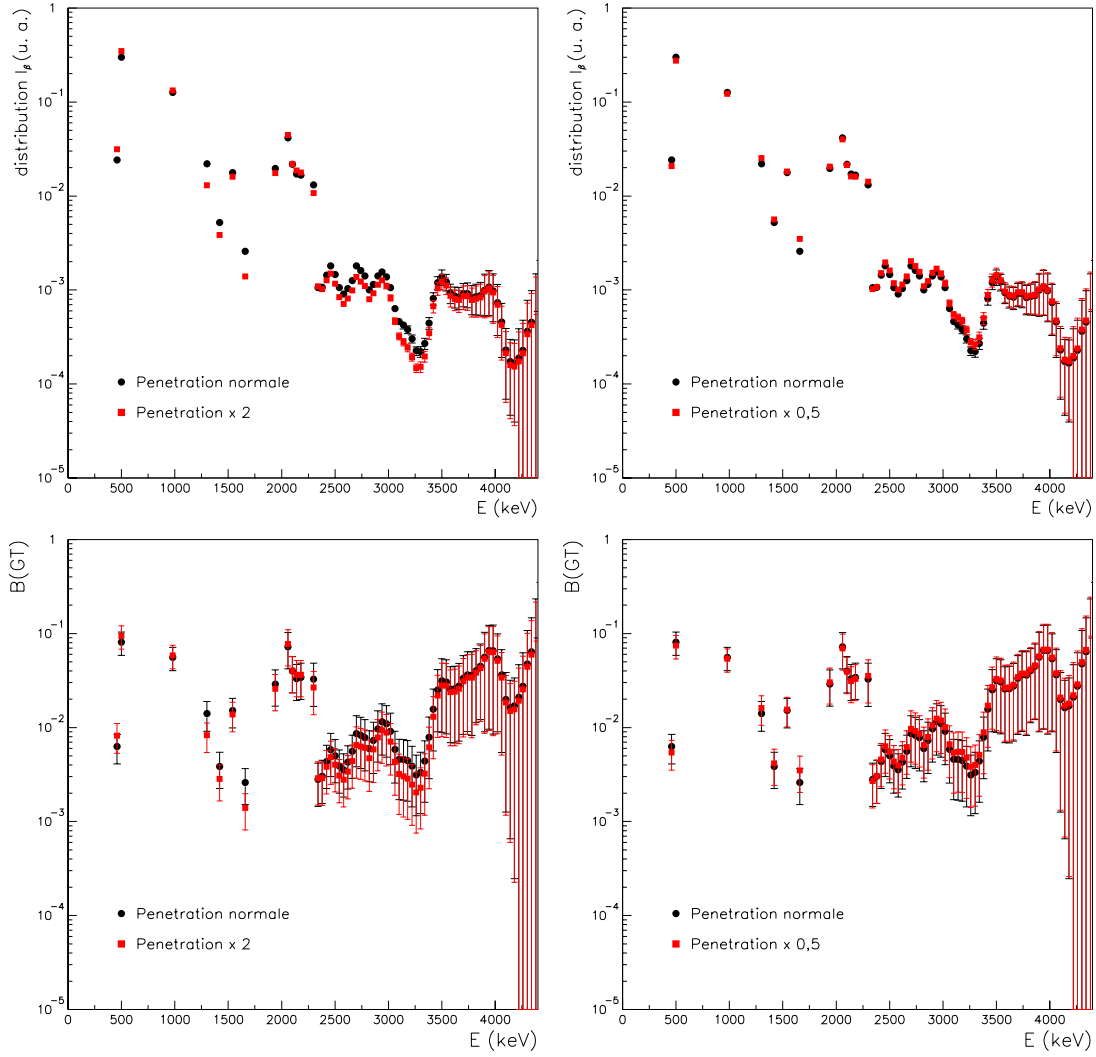 distribution I β (u. a.)
1
10 -1
10 -2
10 -3
10 -4
10 -5
Penetration normale
Penetration x 2
0 500 1000 1500 2000 2500 3000 3500 4000
E (keV)
distribution I β (u. a.)
1
10 -1
10 -2
10 -3
10 -4
10 -5
Penetration normale
Penetration x 0,5
0 500 1000 1500 2000 2500 3000 3500 4000
E (keV)
B(GT)
1
10 -1
10 -2
10 -3
10 -4
10 -5
Penetration normale
Penetration x 2
0 500 1000 1500 2000 2500 3000 3500 4000
E (keV)
B(GT)
1
10 -1
10 -2
10 -3
10 -4
10 -5
Penetration normale
Penetration x 0,5
0 500 1000 1500 2000 2500 3000 3500 4000
E (keV)